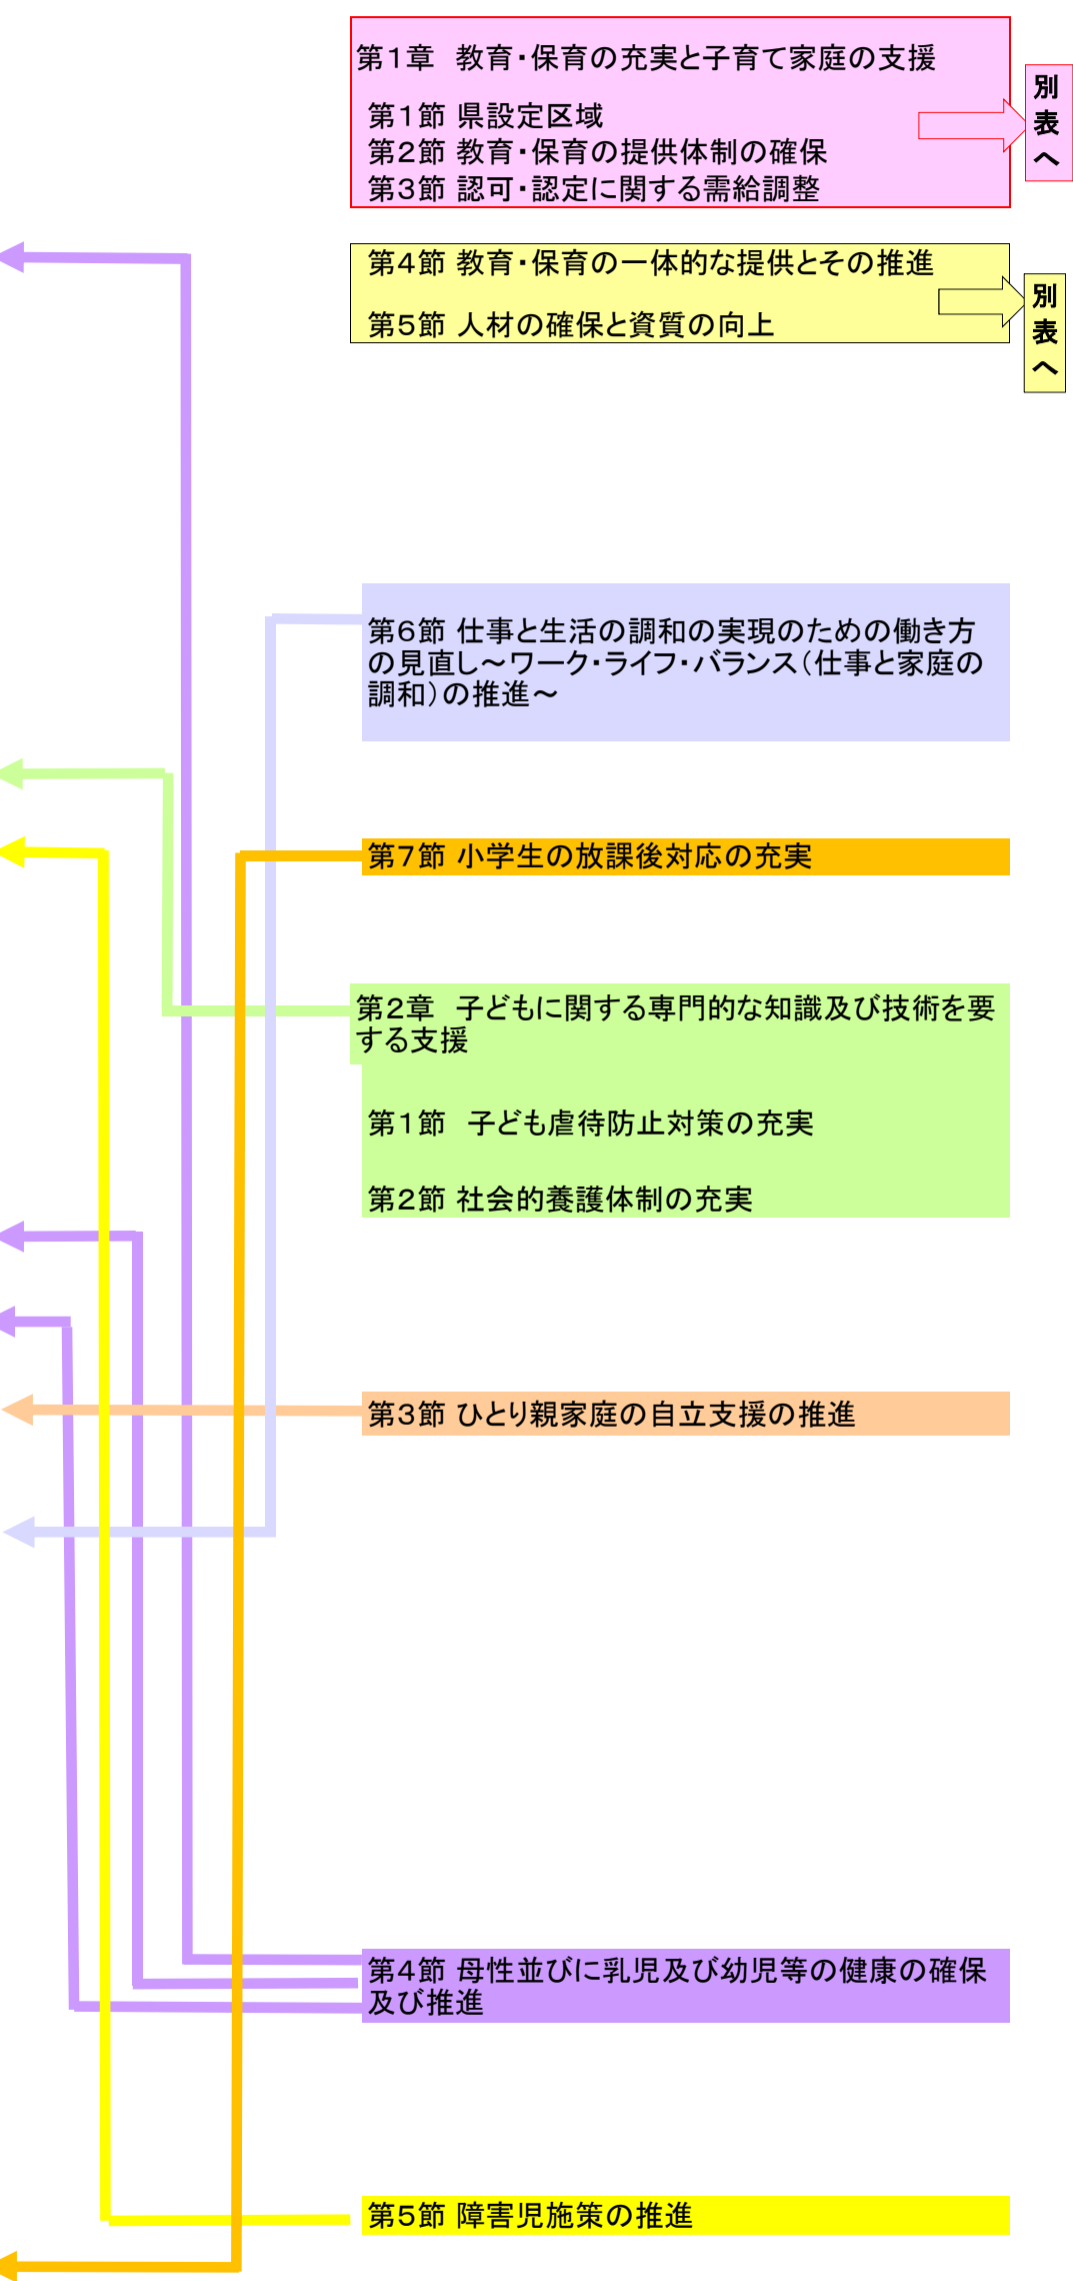 第1章　教育・保育の充実と子育て家庭の支援
第1節 県設定区域
第2節 教育・保育の提供体制の確保
第3節 認可・認定に関する需給調整
別表へ
第4節 教育・保育の一体的な提供とその推進
第5節 人材の確保と資質の向上
別表へ
第6節 仕事と生活の調和の実現のための働き方
の見直し～ワーク・ライフ・バランス（仕事と家庭の
調和）の推進～
第7節 小学生の放課後対応の充実
第2章　子どもに関する専門的な知識及び技術を要
する支援
第1節　子ども虐待防止対策の充実
第2節 社会的養護体制の充実
第3節 ひとり親家庭の自立支援の推進
第4節 母性並びに乳児及び幼児等の健康の確保
及び推進
第5節 障害児施策の推進